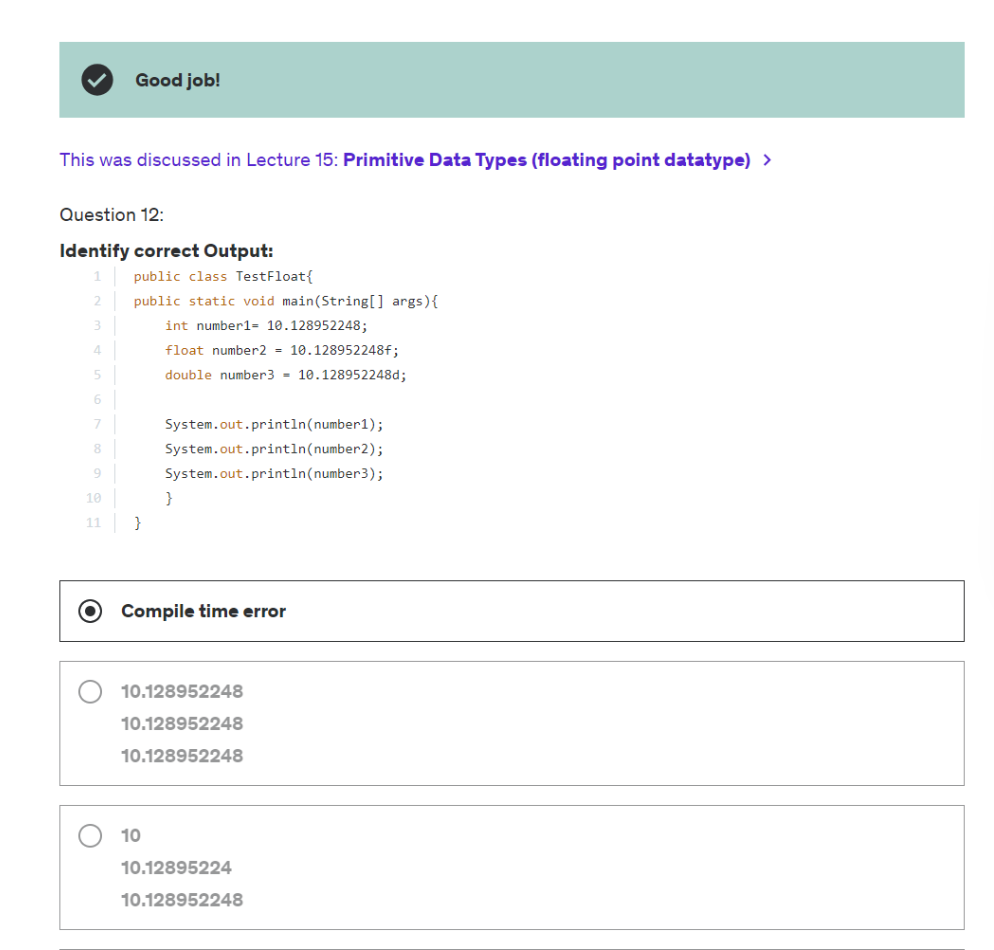 Good job!
This was discussed in Lecture 15: Primitive Data Types (floating point datatype) >
Question 12:
Identify correct Output:
1 public class TestFloat{
2 public static void main(String[] args){
3 int number1= 10.128952248;
4 float number2 = 10.128952248f;
5 double number3 = 10.128952248d;
6
7 System.out.println(number1);
8 System.out.println(number2);
9 System.out.println(number3);
10 }
11 }
Compile time error
10.128952248
10.128952248
10.128952248
10
10.12895224
10.128952248